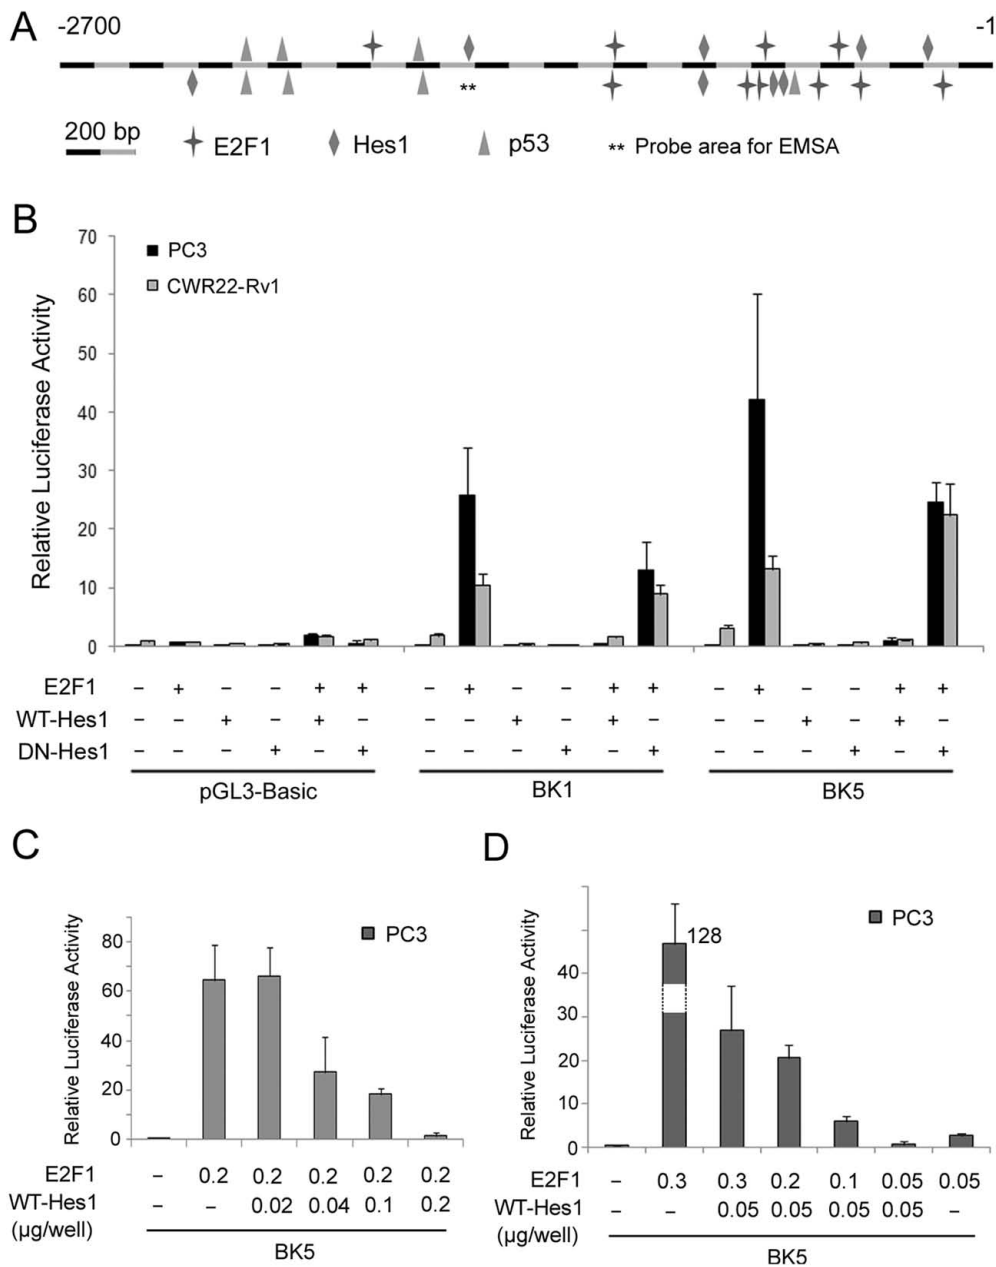 A
-2700 -1
**
200 bp E2F1 Hes1 p53 ** Probe area for EMSA
B
Relative Luciferase Activity
70
60
50
40
30
20
10
0
PC3
CWR22-Rv1
E2F1 – + – – + + – + – – + + – + – – + +
WT-Hes1 – – + – + – – – + – + – – – + – + –
DN-Hes1 – – – + – + – – – + – + – – – + – +
pGL3-Basic BK1 BK5
C
Relative Luciferase Activity
80
60
40
20
0
PC3
E2F1 – 0.2 0.2 0.2 0.2 0.2
WT-Hes1 – – 0.02 0.04 0.1 0.2
(µg/well)
BK5
D
Relative Luciferase Activity
40
30
20
10
0
128
PC3
E2F1 – 0.3 0.3 0.2 0.1 0.05 0.05
WT-Hes1 – – 0.05 0.05 0.05 0.05 –
(µg/well)
BK5